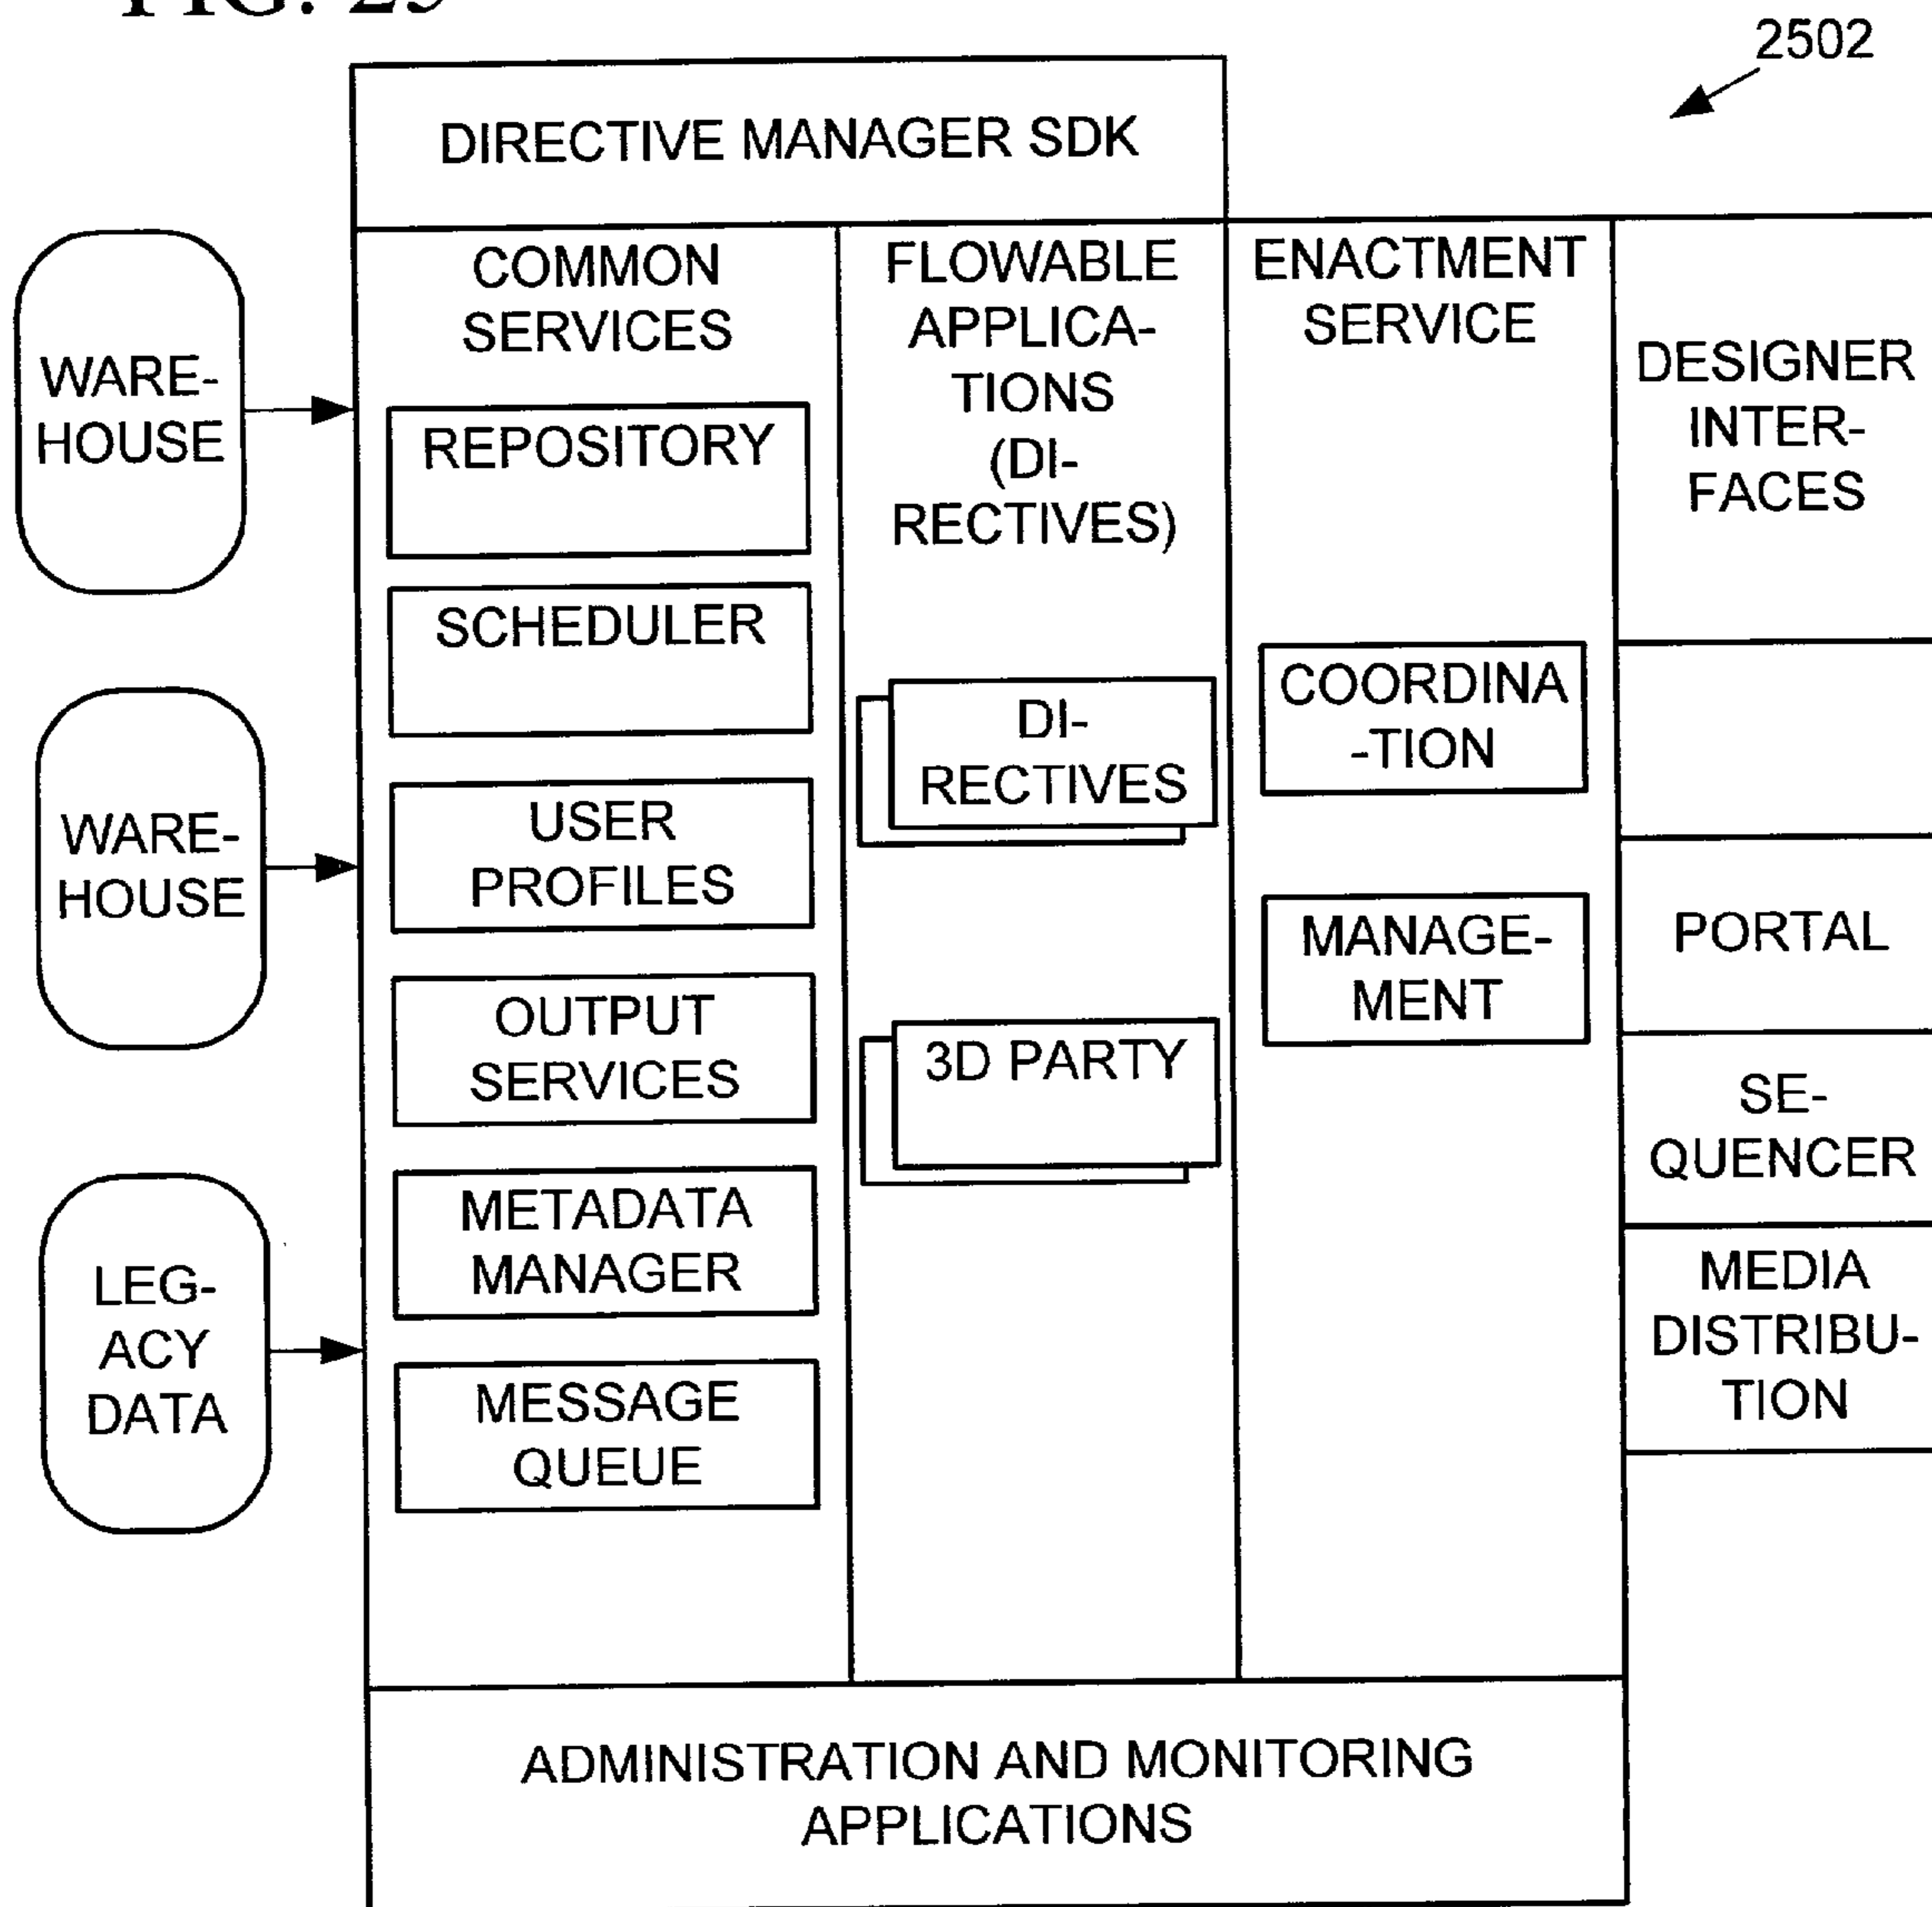 FIG. 25
2502
DIRECTIVE MANAGER SDK
WARE-
HOUSE
WARE-
HOUSE
LEG-
ACY
DATA
COMMON
SERVICES
REPOSITORY
SCHEDULER
USER
PROFILES
OUTPUT
SERVICES
METADATA
MANAGER
MESSAGE
QUEUE
FLOWABLE
APPLICA-
TIONS
(DI-
RECTIVES)
DI-
RECTIVES
3D PARTY
ENACTMENT
SERVICE
COORDINA
-TION
MANAGE-
MENT
DESIGNER
INTER-
FACES
PORTAL
SE-
QUENCER
MEDIA
DISTRIBU-
TION
ADMINISTRATION AND MONITORING
APPLICATIONS